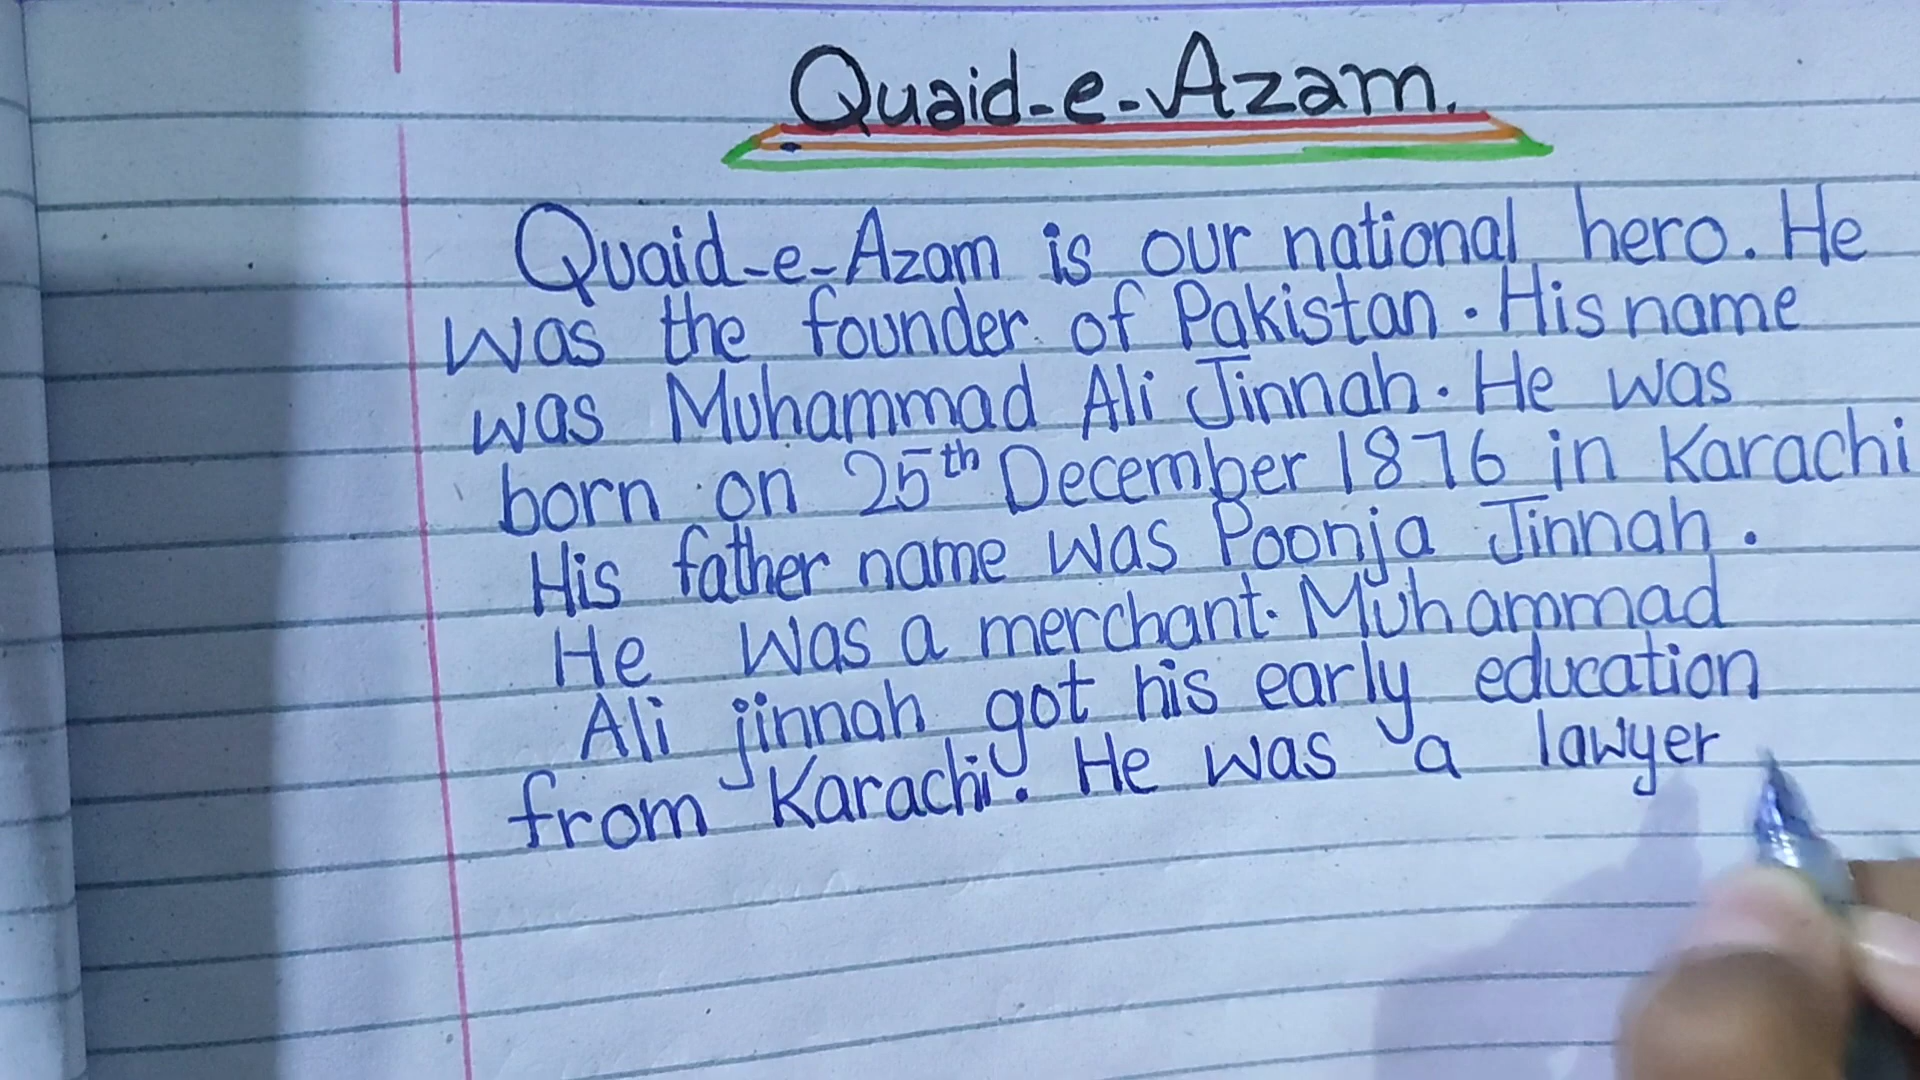 Quaid-e-Azam.
Quaid-e-Azam is our national hero. He
was the founder of Pakistan. His name
was Muhammad Ali Jinnah. He was
born on 25th December 1876 in Karachi
His father name was Poonja Jinnah.
He was a merchant. Muhammad
Ali jinnah got his early education
from Karachi. He was a lawyer